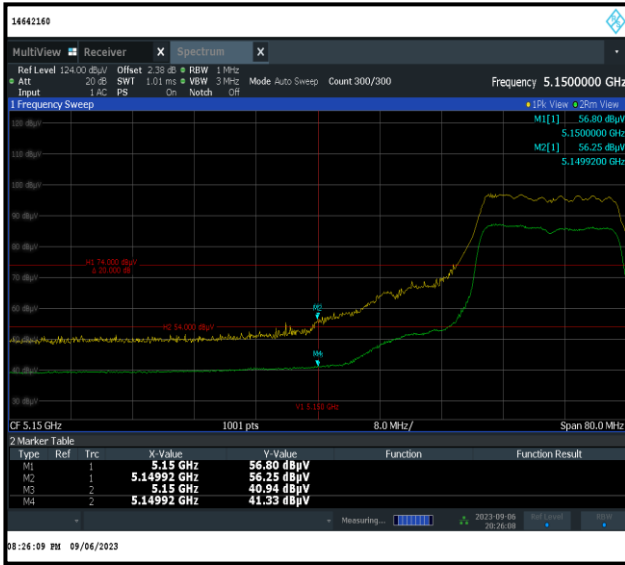 14642160
MultiView Receiver X Spectrum X
Ref Level 124.00 dBµV Offset 2.38 dB RBW 1 MHz
Att 20 dB SWT 1.01 ms VBW 3 MHz Mode Auto Sweep Count 300/300 Frequency 5.1500000 GHz
Input 1 AC PS On Notch Off
1 Frequency Sweep 1Pk View 2Rm View
M1[1] 56.80 dBµV
5.1500000 GHz
M2[1] 56.25 dBµV
5.1499200 GHz
120 dBµV
110 dBµV
100 dBµV
90 dBµV
80 dBµV
H1 74.000 dBµV
Δ 20.000 dB
70 dBµV
60 dBµV
M2
H2 54.000 dBµV
50 dBµV
M4
40 dBµV
30 dBµV
V1 5.150 GHz
CF 5.15 GHz 1001 pts 8.0 MHz/ Span 80.0 MHz
2 Marker Table
Type Ref Trc X-Value Y-Value Function Function Result
M1 1 5.15 GHz 56.80 dBµV
M2 1 5.14992 GHz 56.25 dBµV
M3 2 5.15 GHz 40.94 dBµV
M4 2 5.14992 GHz 41.33 dBµV
Measuring... 2023-09-06
20:26:08
Ref Level RBW
08:26:09 PM 09/06/2023